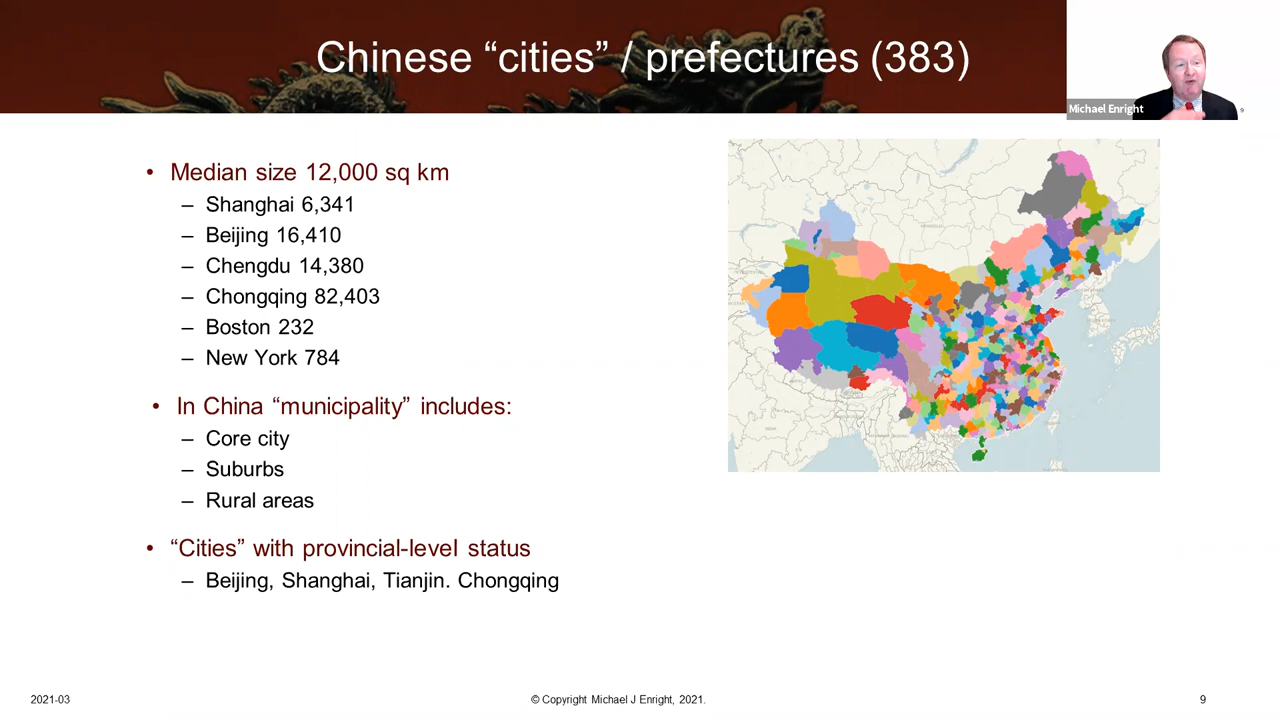 Chinese “cities” / prefectures (383)
Michael Enright
9
• Median size 12,000 sq km
– Shanghai 6,341
– Beijing 16,410
– Chengdu 14,380
– Chongqing 82,403
– Boston 232
– New York 784
• In China “municipality” includes:
– Core city
– Suburbs
– Rural areas
• “Cities” with provincial-level status
– Beijing, Shanghai, Tianjin. Chongqing
2021-03
© Copyright Michael J Enright, 2021.
9